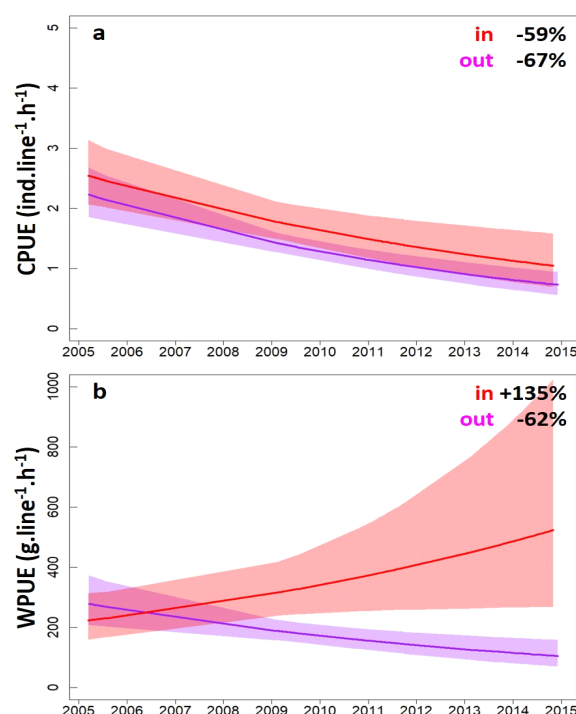 a
in -59%
out -67%
CPUE (ind.line⁻¹.h⁻¹)
5
4
3
2
1
0
2005 2006 2007 2008 2009 2010 2011 2012 2013 2014 2015
b
in +135%
out -62%
WPUE (g.line⁻¹.h⁻¹)
1000
800
600
400
200
0
2005 2006 2007 2008 2009 2010 2011 2012 2013 2014 2015